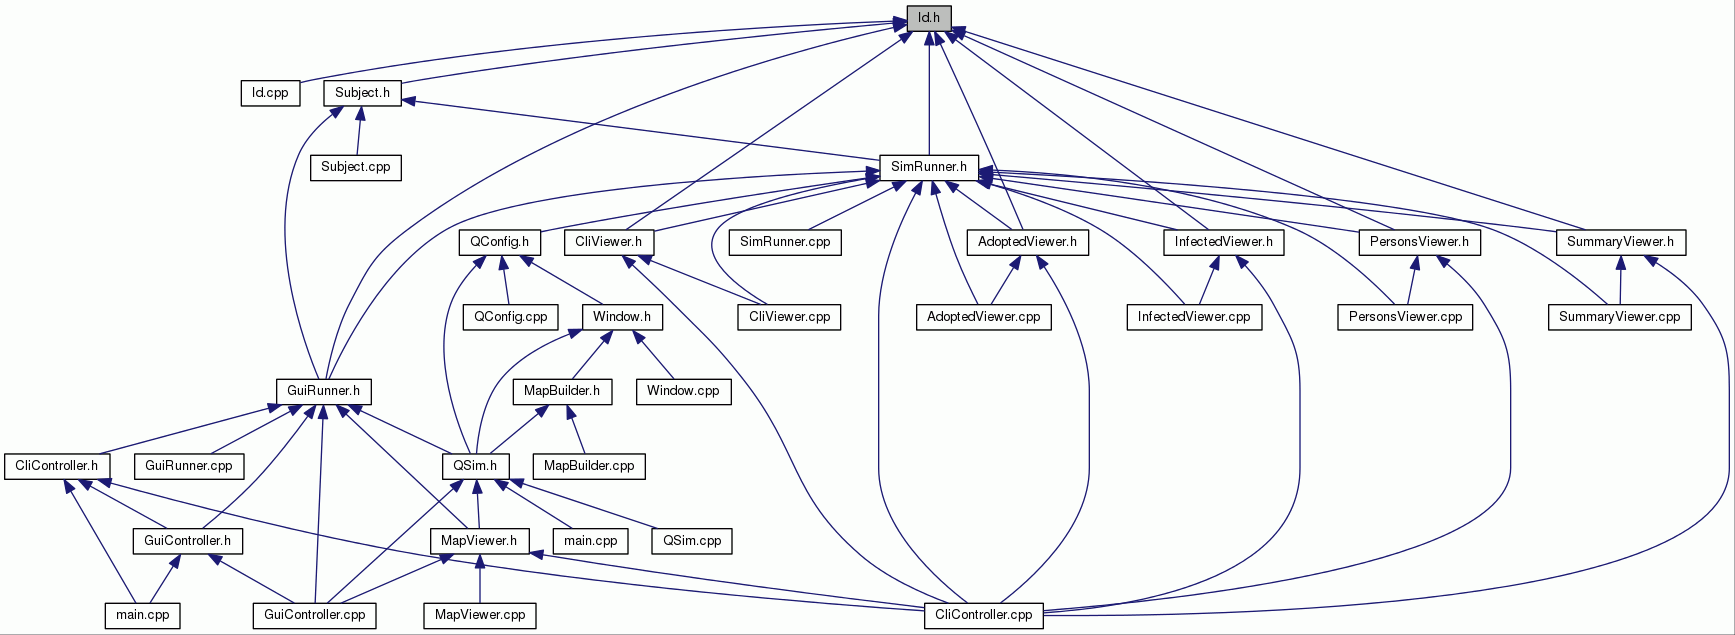 Id.h
Id.cpp
Subject.h
Subject.cpp
SimRunner.h
QConfig.h
CliViewer.h
SimRunner.cpp
AdoptedViewer.h
InfectedViewer.h
PersonsViewer.h
SummaryViewer.h
QConfig.cpp
Window.h
CliViewer.cpp
AdoptedViewer.cpp
InfectedViewer.cpp
PersonsViewer.cpp
SummaryViewer.cpp
GuiRunner.h
MapBuilder.h
Window.cpp
CliController.h
GuiRunner.cpp
QSim.h
MapBuilder.cpp
GuiController.h
MapViewer.h
main.cpp
QSim.cpp
main.cpp
GuiController.cpp
MapViewer.cpp
CliController.cpp